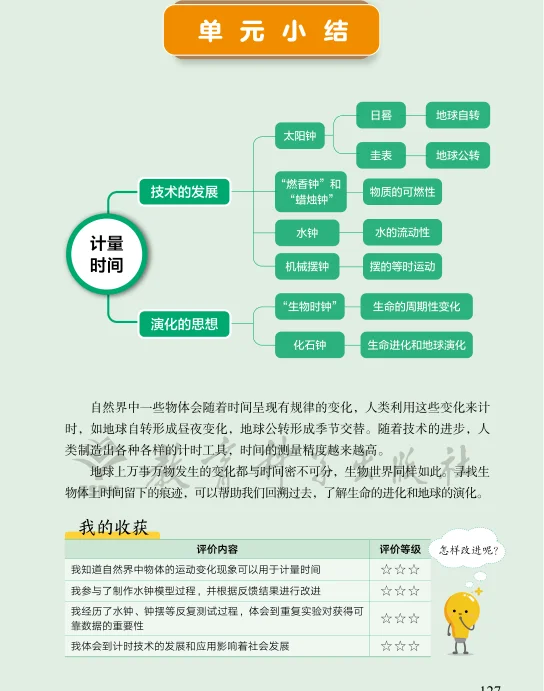 单元小结
计量
时间
技术的发展
太阳钟
日晷
地球自转
圭表
地球公转
“燃香钟”和
“蜡烛钟”
物质的可燃性
水钟
水的流动性
机械摆钟
摆的等时运动
演化的思想
“生物时钟”
生命的周期性变化
化石钟
生命进化和地球演化
自然界中一些物体会随着时间呈现有规律的变化，人类利用这些变化来计
时，如地球自转形成昼夜变化，地球公转形成季节交替。随着技术的进步，人
类制造出各种各样的计时工具，时间的测量精度越来越高。
地球上万事万物发生的变化都与时间密不可分，生物世界同样如此。寻找生
物体上时间留下的痕迹，可以帮助我们回溯过去，了解生命的进化和地球的演化。
教育科学出版社
我的收获
评价内容 评价等级
我知道自然界中物体的运动变化现象可以用于计量时间 ☆☆☆
我参与了制作水钟模型过程，并根据反馈结果进行改进 ☆☆☆
我经历了水钟、钟摆等反复测试过程，体会到重复实验对获得可
靠数据的重要性 ☆☆☆
我体会到计时技术的发展和应用影响着社会发展 ☆☆☆
怎样改进呢？
127